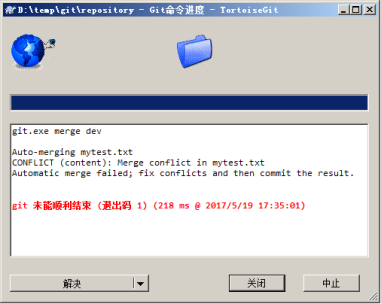 D:\temp\git\repository - Git命令进度 - TortoiseGit
git.exe merge dev
Auto-merging mytest.txt
CONFLICT (content): Merge conflict in mytest.txt
Automatic merge failed; fix conflicts and then commit the result.
git 未能顺利结束 (退出码 1) (218 ms @ 2017/5/19 17:35:01)
解决
关闭
中止